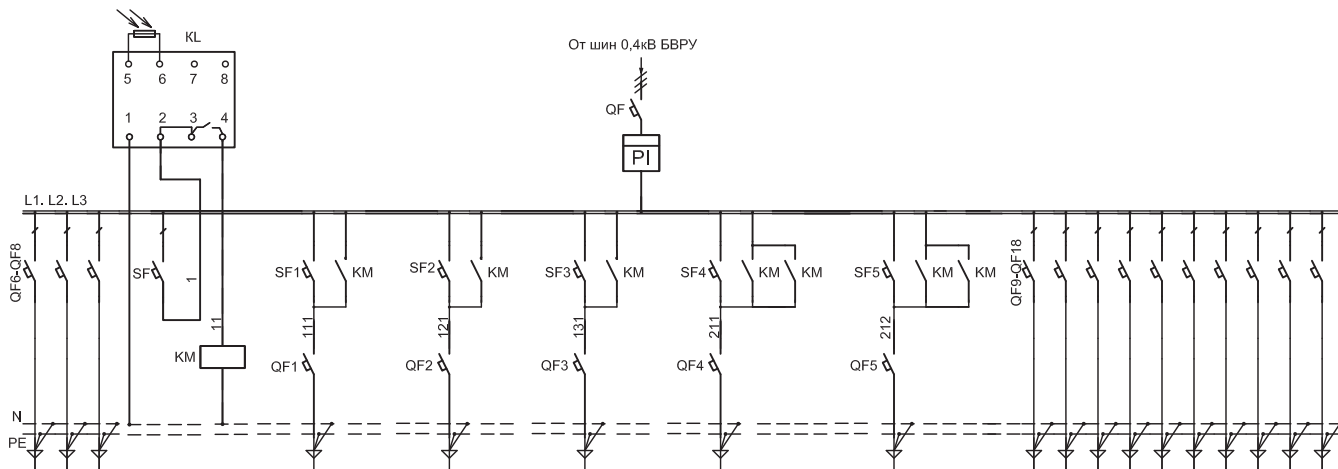 KL
От шин 0,4кВ БВРУ
5 6 7 8
QF
1 2 3 4
PI
L1. L2. L3
QF6-QF8
SF
1
SF1
KM
SF2
KM
SF3
KM
SF4
KM
KM
SF5
KM
KM
QF9-QF18
11
111
121
131
211
212
KM
QF1
QF2
QF3
QF4
QF5
N
PE